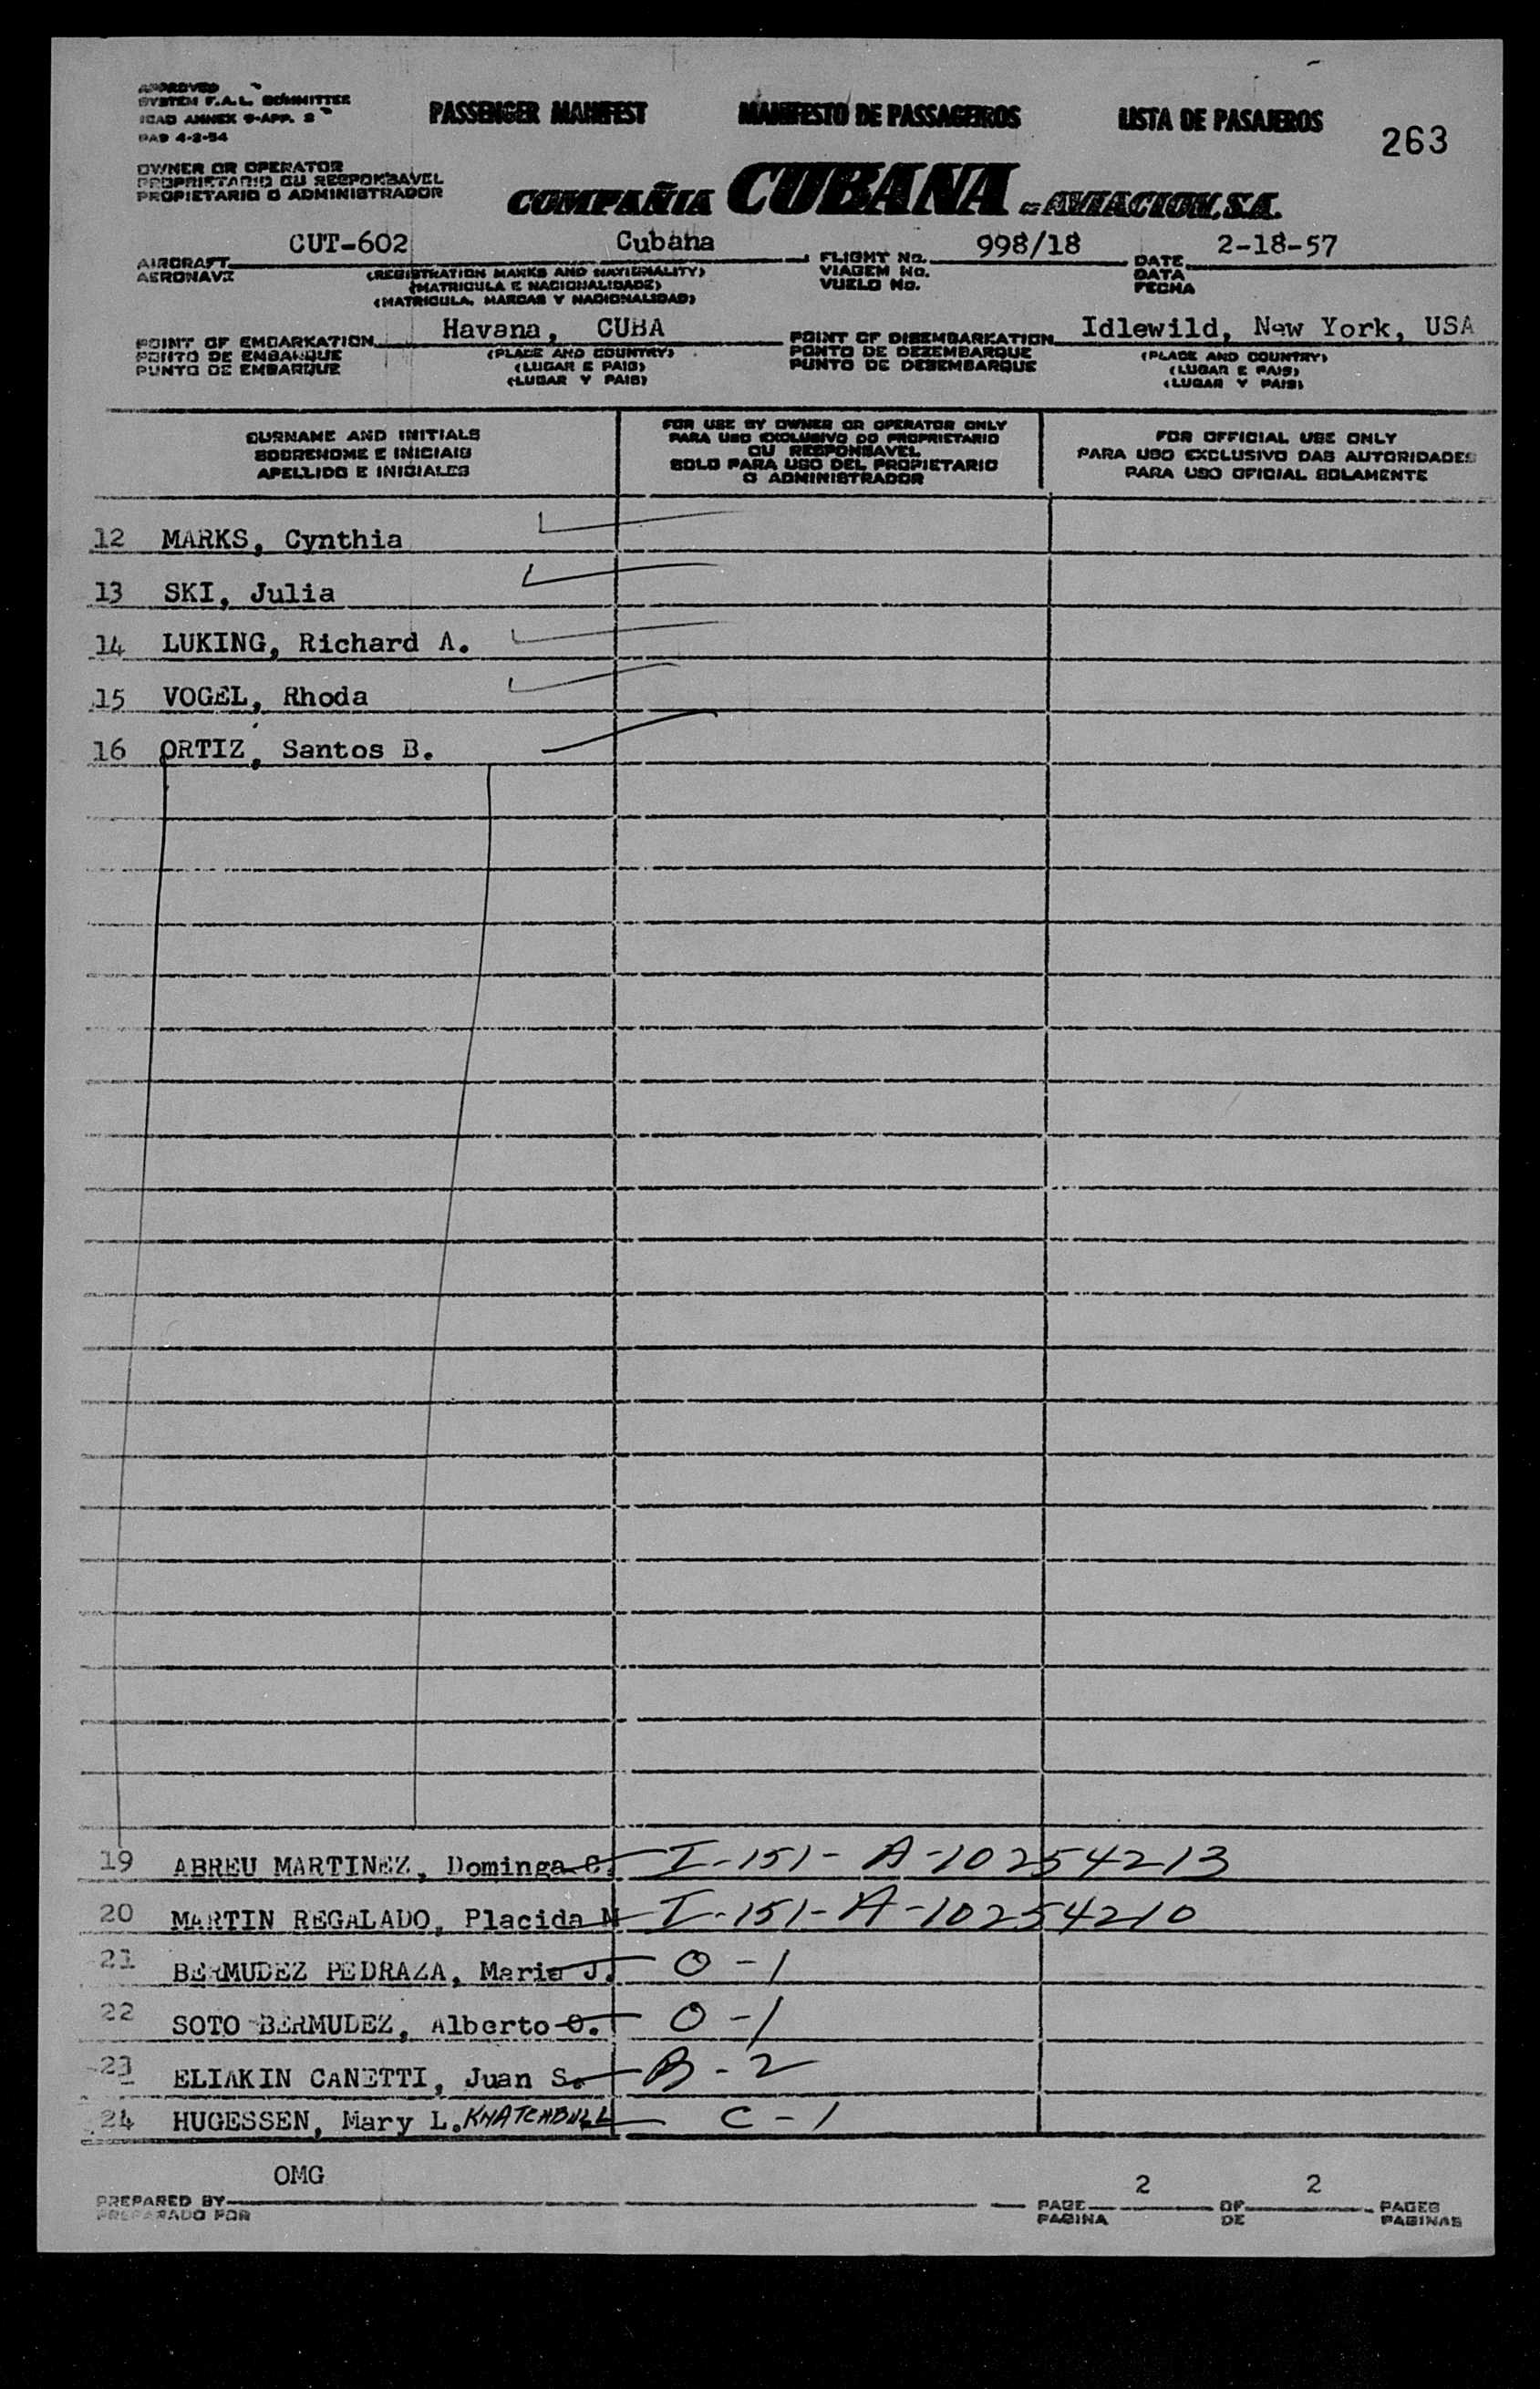 APPROVED
SYSTEM F.A.L. COMMITTEE
ICAO ANNEX 9-APP. 2
PAS 4-2-54
PASSENGER MANIFEST MANIFESTO DE PASSAGEIROS LISTA DE PASAJEROS
263
OWNER OR OPERATOR
PROPRIETARIO OU RESPONSAVEL
PROPIETARIO O ADMINISTRADOR
COMPAÑIA CUBANA DE AVIACION, S.A.
AIRCRAFT CUT-602 Cubana FLIGHT No. 998/18 DATE 2-18-57
AERONAVE (REGISTRATION MARKS AND NATIONALITY) VIAGEM No. DATA
(MATRICULA E NACIONALIDADE) VUELO No. FECHA
(MATRICULA, MARCAS Y NACIONALIDAD)
POINT OF EMBARKATION Havana, CUBA POINT OF DISEMBARKATION Idlewild, New York, USA
PONTO DE EMBARQUE (PLACE AND COUNTRY) PONTO DE DEZEMBARQUE (PLACE AND COUNTRY)
PUNTO DE EMBARQUE (LUGAR E PAIS) PUNTO DE DESEMBARQUE (LUGAR E PAIS)
(LUGAR Y PAIS) (LUGAR Y PAIS)
SURNAME AND INITIALS
SOBRENOME E INICIAIS
APELLIDO E INICIALES
FOR USE BY OWNER OR OPERATOR ONLY
PARA USO EXCLUSIVO DO PROPRIETARIO
OU RESPONSAVEL
SOLO PARA USO DEL PROPIETARIO
O ADMINISTRADOR
FOR OFFICIAL USE ONLY
PARA USO EXCLUSIVO DAS AUTORIDADES
PARA USO OFICIAL SOLAMENTE
12 MARKS, Cynthia
13 SKI, Julia
14 LUKING, Richard A.
15 VOGEL, Rhoda
16 ORTIZ, Santos B.
19 ABREU MARTINEZ, Dominga C. I-151-A-10254213
20 MARTIN REGALADO, Placida M I-151-A-10254210
21 BERMUDEZ PEDRAZA, Maria J. O-1
22 SOTO BERMUDEZ, Alberto O. O-1
23 ELIAKIN CANETTI, Juan S. B-2
24 HUGESSEN, Mary L. KNATCHBULL C-1
OMG
PREPARED BY PAGE 2 OF 2 PAGES
PREPARADO POR PAGINA DE PAGINAS